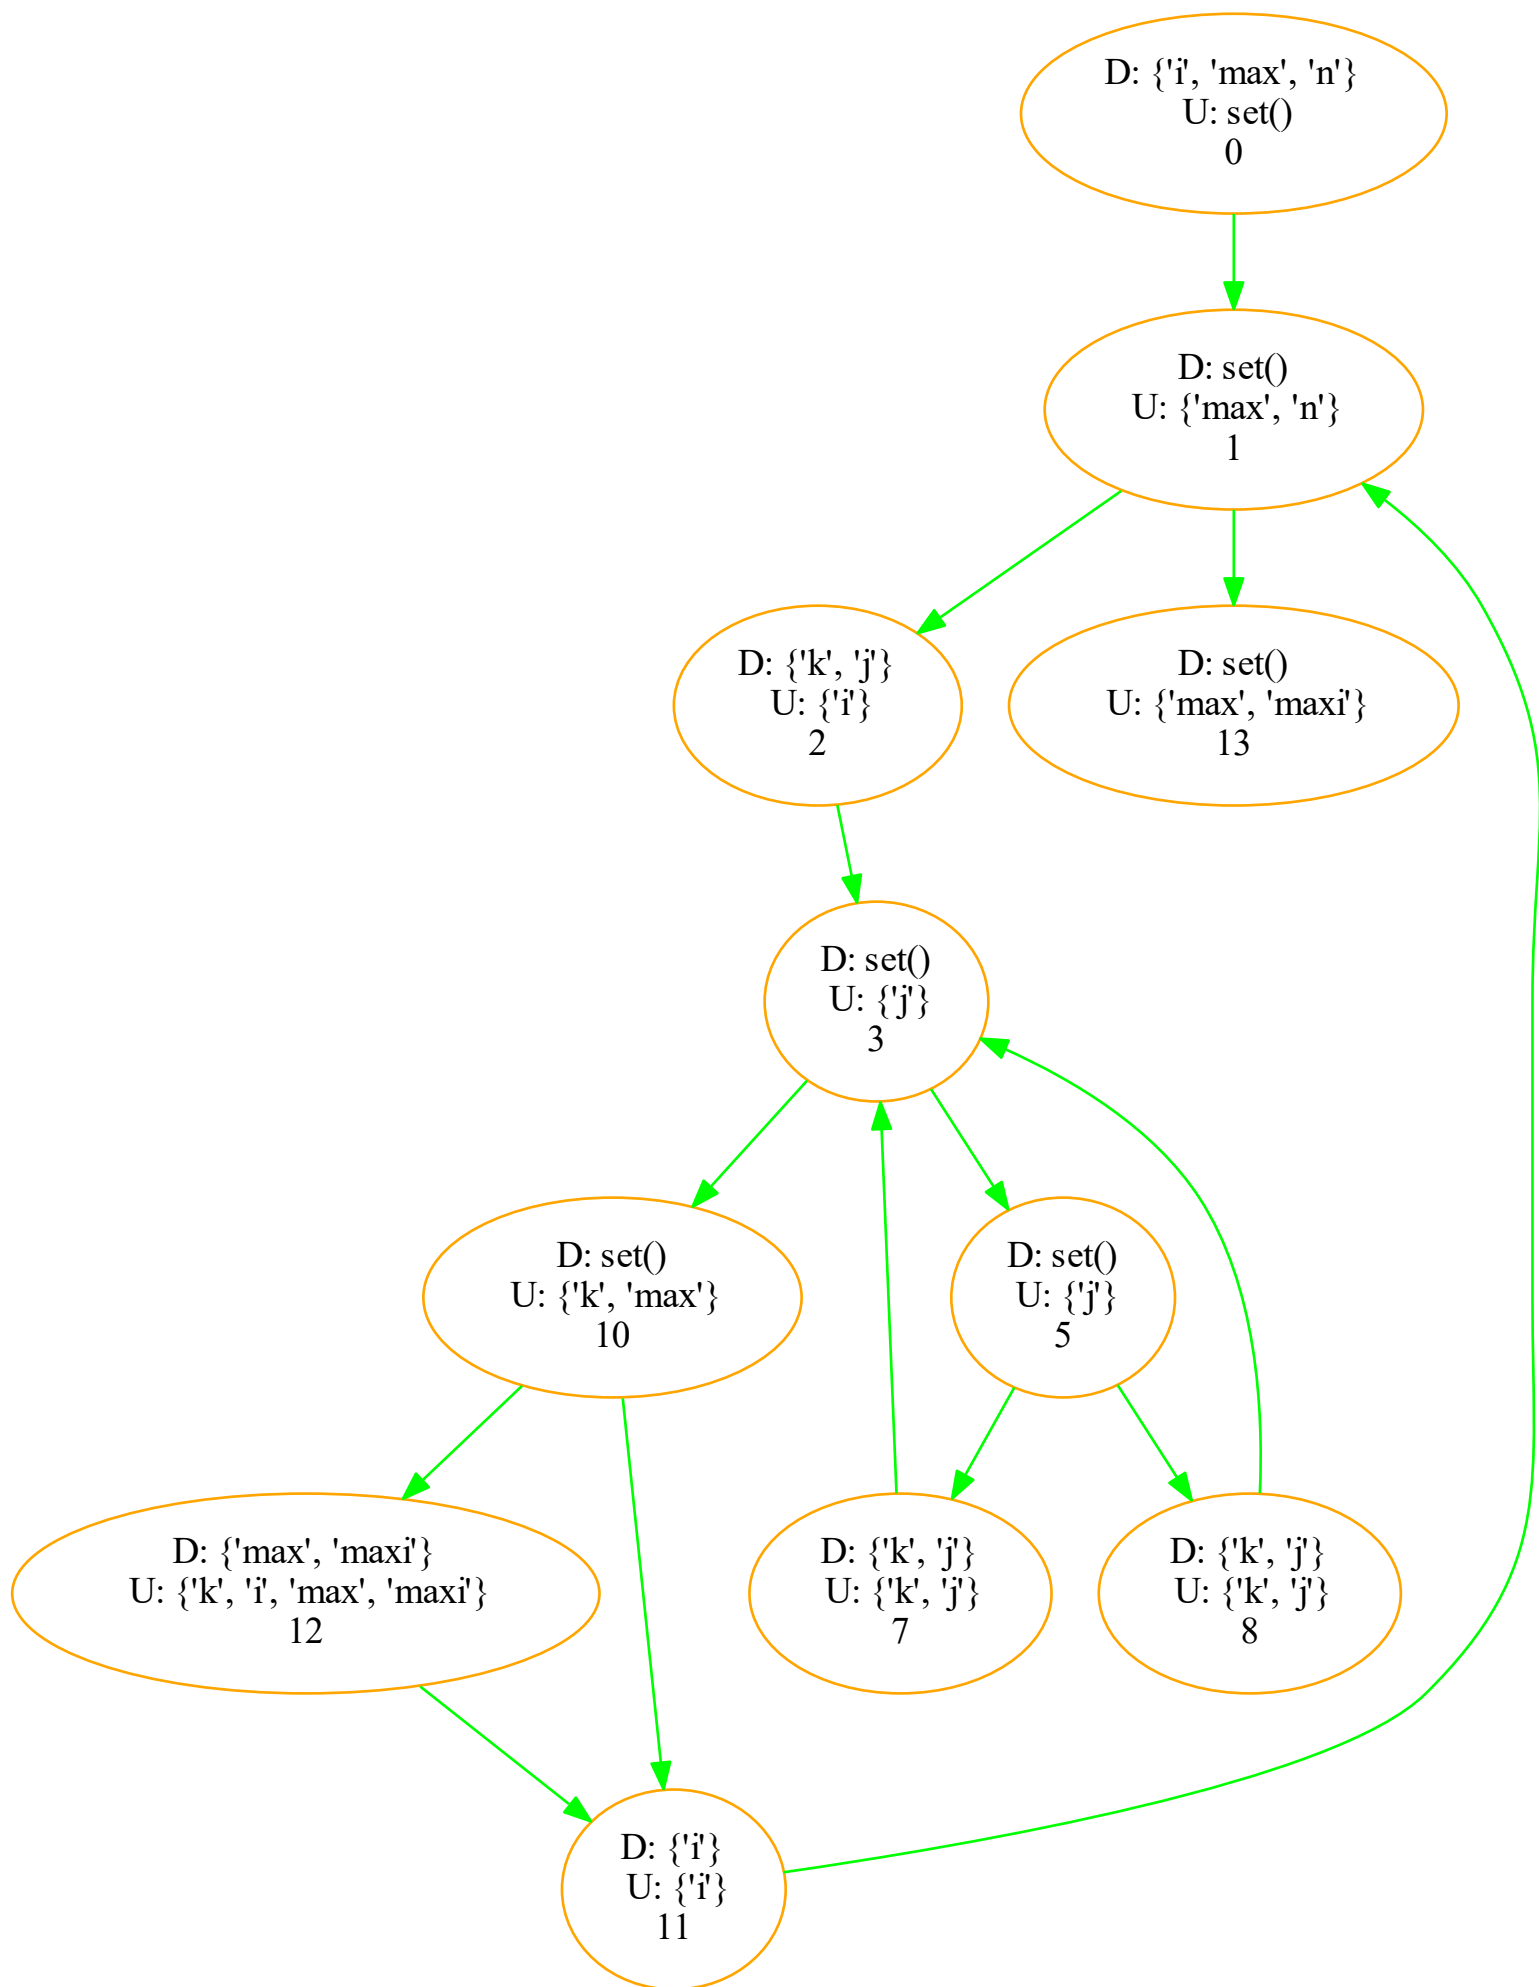 D: {'i', 'max', 'n'}
U: set()
0
D: set()
U: {'max', 'n'}
1
D: {'k', 'j'}
U: {'i'}
2
D: set()
U: {'max', 'maxi'}
13
D: set()
U: {'j'}
3
D: set()
U: {'k', 'max'}
10
D: set()
U: {'j'}
5
D: {'max', 'maxi'}
U: {'k', 'i', 'max', 'maxi'}
12
D: {'k', 'j'}
U: {'k', 'j'}
7
D: {'k', 'j'}
U: {'k', 'j'}
8
D: {'i'}
U: {'i'}
11